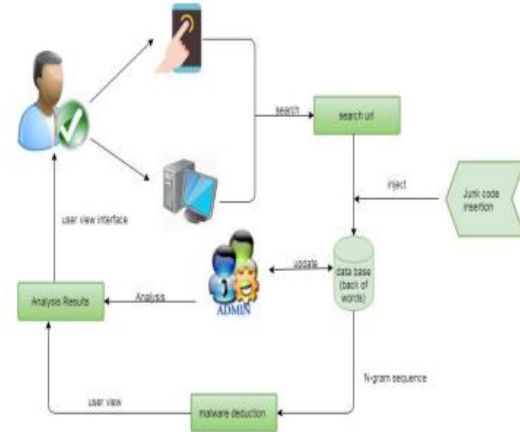 search
search url
inject
Junk code
insertion
user view interface
update
data base
(back of
words)
ADMIN
Analysis
Analysis Results
N-gram sequence
user view
malware deduction